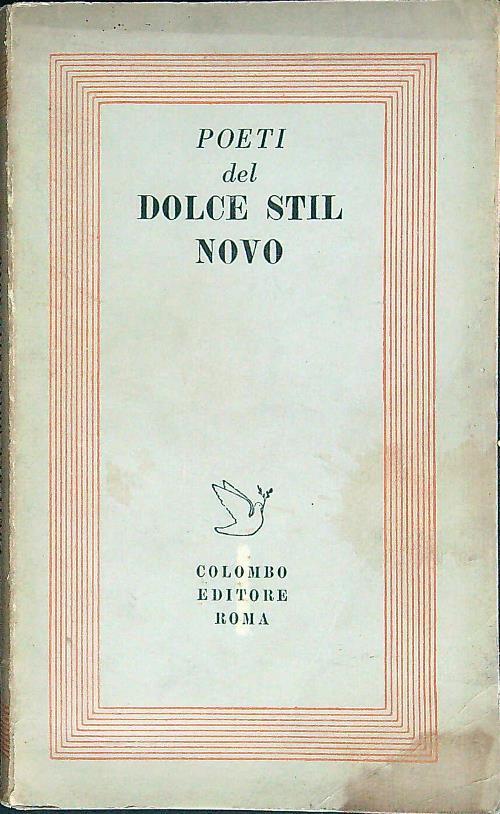 POETI
del
DOLCE STIL
NOVO
COLOMBO
EDITORE
ROMA